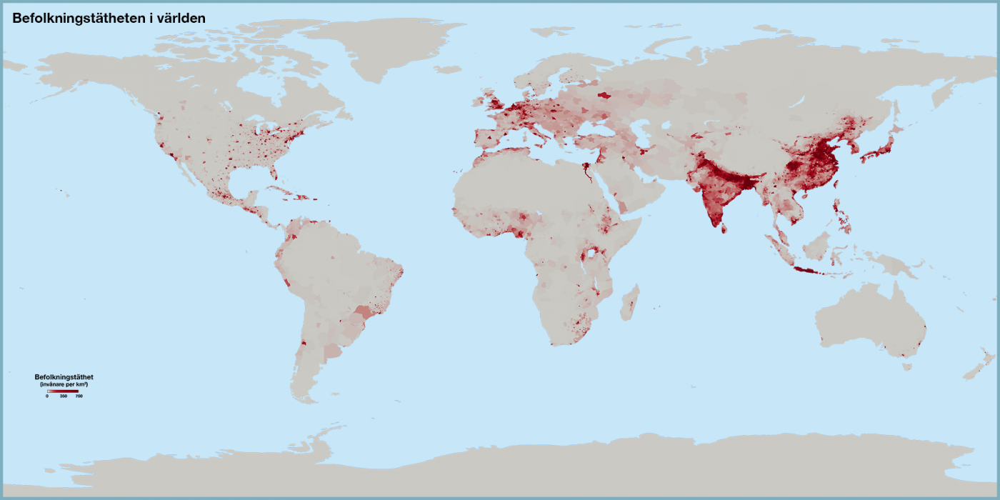 Befolkningstätheten i världen
Befolkningstäthet
(invånare per km²)
0 350 700